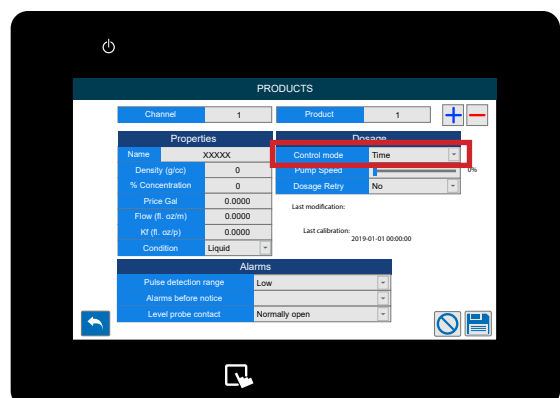 PRODUCTS
Channel 1 Product 1
Properties
Name XXXXX
Density (g/cc) 0
% Concentration 0
Price Gal 0.0000
Flow (fl. oz/m) 0.0000
Kf (fl. oz/p) 0.0000
Condition Liquid
Dosage
Control mode Time
Pump Speed 0%
Dosage Retry No
Last modification:
Last calibration:
2019-01-01 00:00:00
Alarms
Pulse detection range Low
Alarms before notice
Level probe contact Normally open